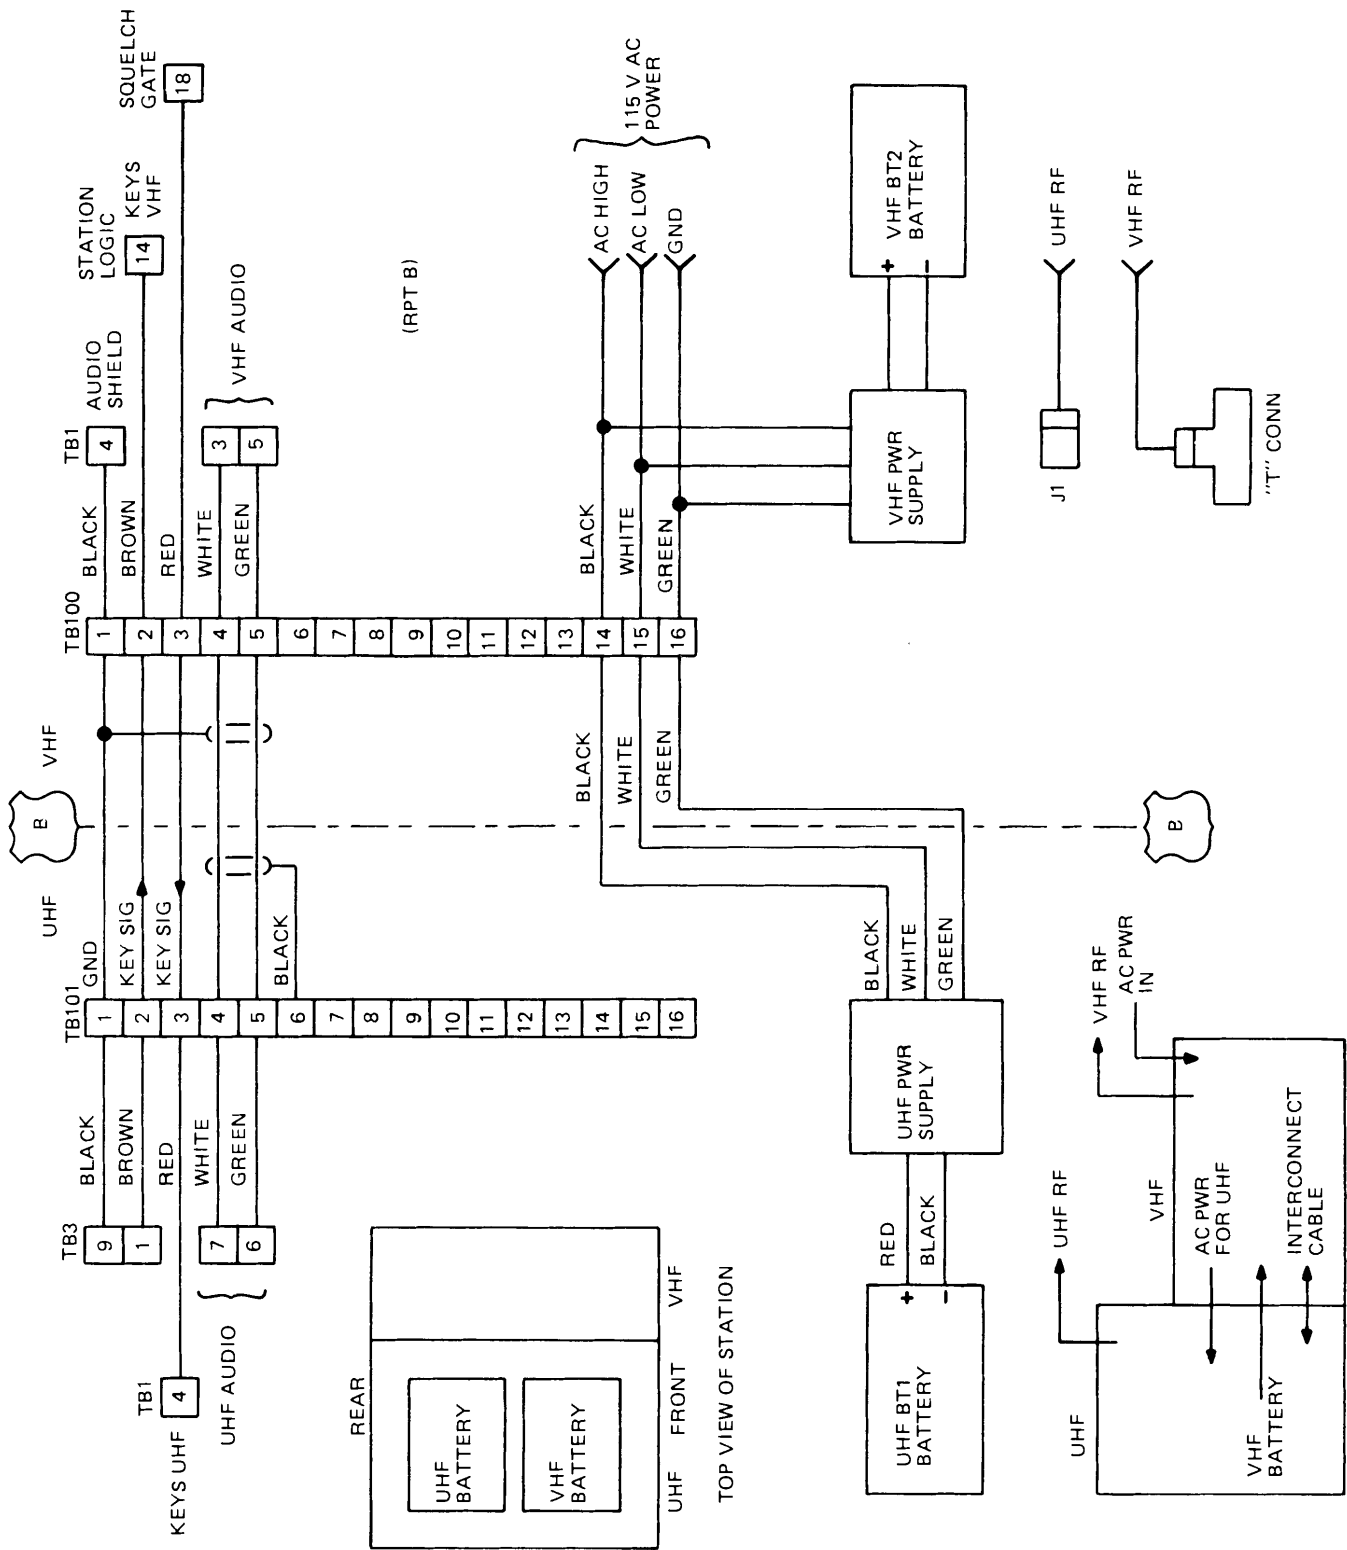 TB3
9
1
7
6
BLACK
BROWN
RED
WHITE
GREEN
TB1
4
KEYS UHF
UHF AUDIO
TB101
1
2
3
4
5
6
7
8
9
10
11
12
13
14
15
16
GND
KEY SIG
KEY SIG
BLACK
UHF
B
VHF
TB100
1
2
3
4
5
6
7
8
9
10
11
12
13
14
15
16
BLACK
BROWN
RED
WHITE
GREEN
TB1
4
AUDIO
SHIELD
STATION
LOGIC
14
KEYS
VHF
SQUELCH
GATE
18
3
5
VHF AUDIO
(RPT B)
BLACK
WHITE
GREEN
BLACK
WHITE
GREEN
AC HIGH
AC LOW
GND
115 V AC
POWER
REAR
UHF
BATTERY
VHF
BATTERY
UHF
FRONT
VHF
TOP VIEW OF STATION
UHF BT1
BATTERY
+
−
RED
BLACK
UHF PWR
SUPPLY
BLACK
WHITE
GREEN
VHF PWR
SUPPLY
+
−
VHF BT2
BATTERY
UHF
VHF
BATTERY
UHF RF
VHF
AC PWR
FOR UHF
INTERCONNECT
CABLE
VHF RF
AC PWR
IN
B
J1
UHF RF
"T" CONN
VHF RF